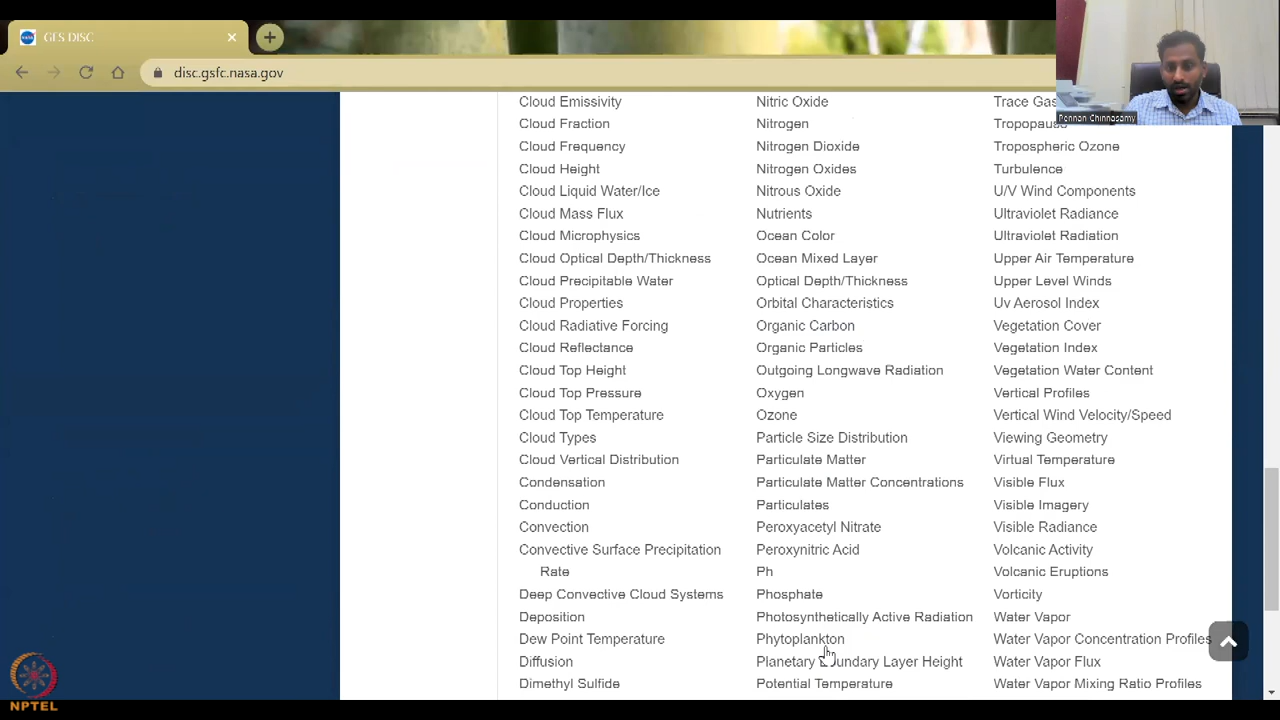 GES DISC
disc.gsfc.nasa.gov
Pennan Chinnasamy
Cloud Emissivity
Cloud Fraction
Cloud Frequency
Cloud Height
Cloud Liquid Water/Ice
Cloud Mass Flux
Cloud Microphysics
Cloud Optical Depth/Thickness
Cloud Precipitable Water
Cloud Properties
Cloud Radiative Forcing
Cloud Reflectance
Cloud Top Height
Cloud Top Pressure
Cloud Top Temperature
Cloud Types
Cloud Vertical Distribution
Condensation
Conduction
Convection
Convective Surface Precipitation
Rate
Deep Convective Cloud Systems
Deposition
Dew Point Temperature
Diffusion
Dimethyl Sulfide
Nitric Oxide
Nitrogen
Nitrogen Dioxide
Nitrogen Oxides
Nitrous Oxide
Nutrients
Ocean Color
Ocean Mixed Layer
Optical Depth/Thickness
Orbital Characteristics
Organic Carbon
Organic Particles
Outgoing Longwave Radiation
Oxygen
Ozone
Particle Size Distribution
Particulate Matter
Particulate Matter Concentrations
Particulates
Peroxyacetyl Nitrate
Peroxynitric Acid
Ph
Phosphate
Photosynthetically Active Radiation
Phytoplankton
Planetary Boundary Layer Height
Potential Temperature
Trace Gas
Tropopause
Tropospheric Ozone
Turbulence
U/V Wind Components
Ultraviolet Radiance
Ultraviolet Radiation
Upper Air Temperature
Upper Level Winds
Uv Aerosol Index
Vegetation Cover
Vegetation Index
Vegetation Water Content
Vertical Profiles
Vertical Wind Velocity/Speed
Viewing Geometry
Virtual Temperature
Visible Flux
Visible Imagery
Visible Radiance
Volcanic Activity
Volcanic Eruptions
Vorticity
Water Vapor
Water Vapor Concentration Profiles
Water Vapor Flux
Water Vapor Mixing Ratio Profiles
NPTEL